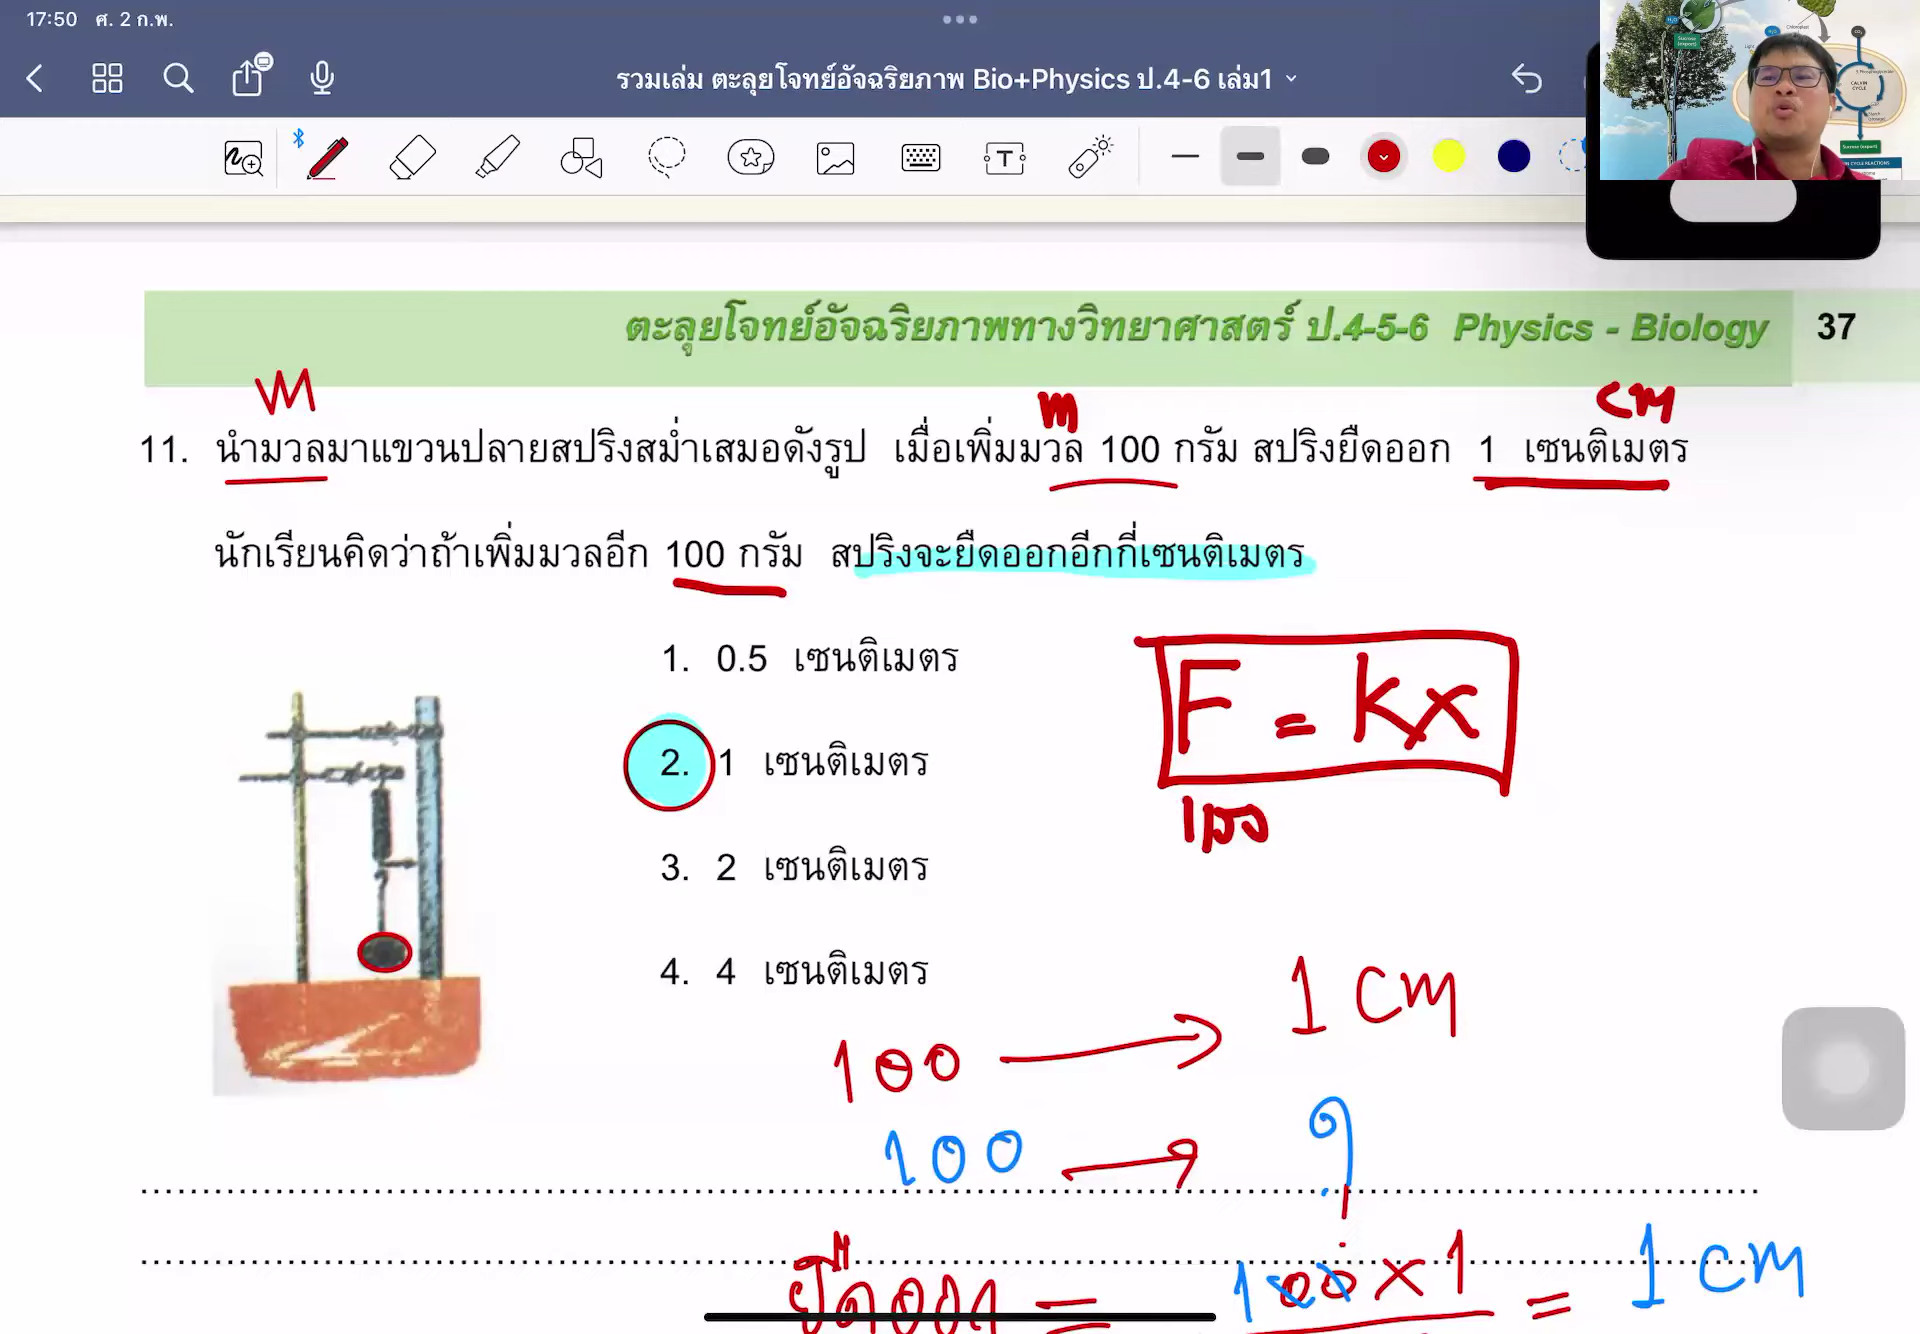 17:50 ศ. 2 ก.พ.
รวมเล่ม ตะลุยโจทย์อัจฉริยภาพ Bio+Physics ป.4-6 เล่ม1
T
CALVIN CYCLE
ตะลุยโจทย์อัจฉริยภาพทางวิทยาศาสตร์ ป.4-5-6 Physics - Biology 37
M m cm
11. นำมวลมาแขวนปลายสปริงสม่ำเสมอดังรูป เมื่อเพิ่มมวล 100 กรัม สปริงยืดออก 1 เซนติเมตร
นักเรียนคิดว่าถ้าเพิ่มมวลอีก 100 กรัม สปริงจะยืดออกอีกกี่เซนติเมตร
1. 0.5 เซนติเมตร
F = kx
2. 1 เซนติเมตร
แรง
3. 2 เซนติเมตร
4. 4 เซนติเมตร
100 → 1 cm
100 → ?
ยืดออก = 100 x 1 = 1 cm